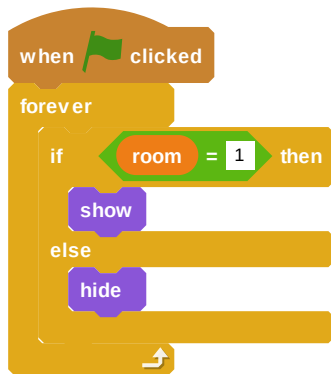 when clicked
forever
if room = 1 then
show
else
hide